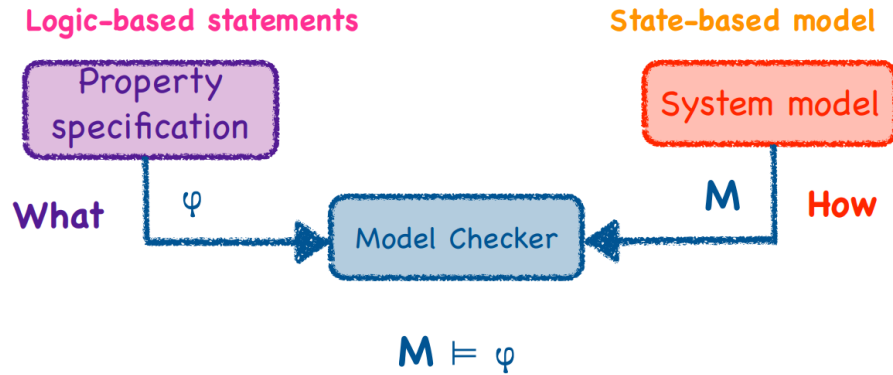 Logic-based statements
State-based model
Property
specification
System model
What
φ
M
How
Model Checker
M ⊨ φ